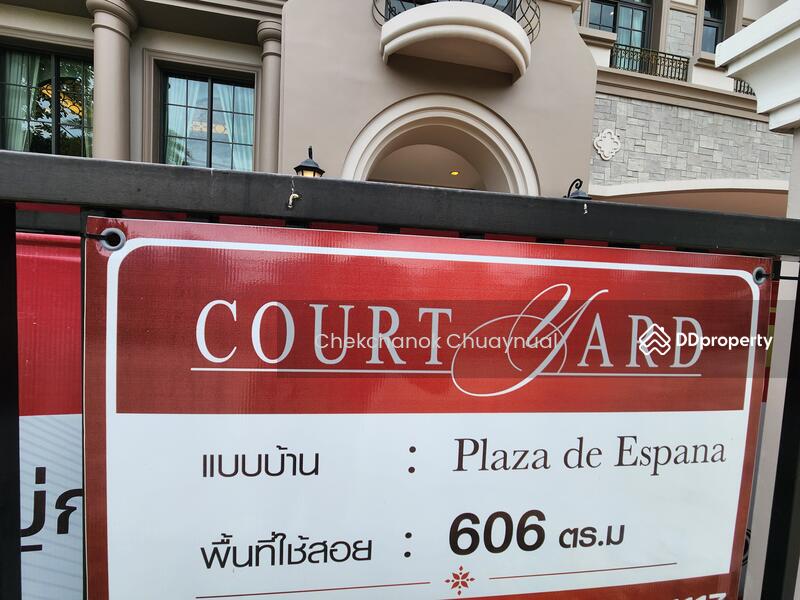 COURTYARD
Chekchanok Chuaynual
DDproperty
แบบบ้าน : Plaza de Espana
พื้นที่ใช้สอย : 606 ตร.ม